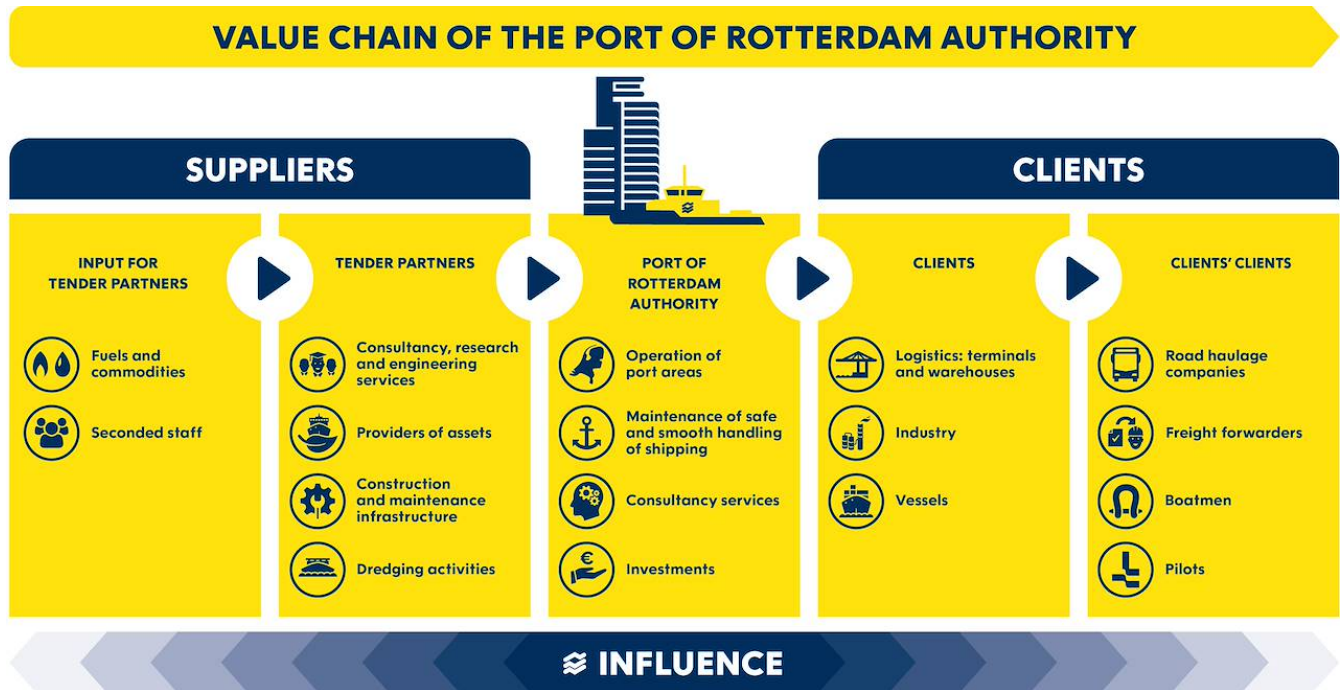 VALUE CHAIN OF THE PORT OF ROTTERDAM AUTHORITY
SUPPLIERS
CLIENTS
INPUT FOR
TENDER PARTNERS
Fuels and
commodities
Seconded staff
TENDER PARTNERS
Consultancy, research
and engineering
services
Providers of assets
Construction
and maintenance
infrastructure
Dredging activities
PORT OF
ROTTERDAM
AUTHORITY
Operation of
port areas
Maintenance of safe
and smooth handling
of shipping
Consultancy services
€
Investments
CLIENTS
Logistics: terminals
and warehouses
Industry
Vessels
CLIENTS' CLIENTS
Road haulage
companies
Freight forwarders
Boatmen
Pilots
INFLUENCE